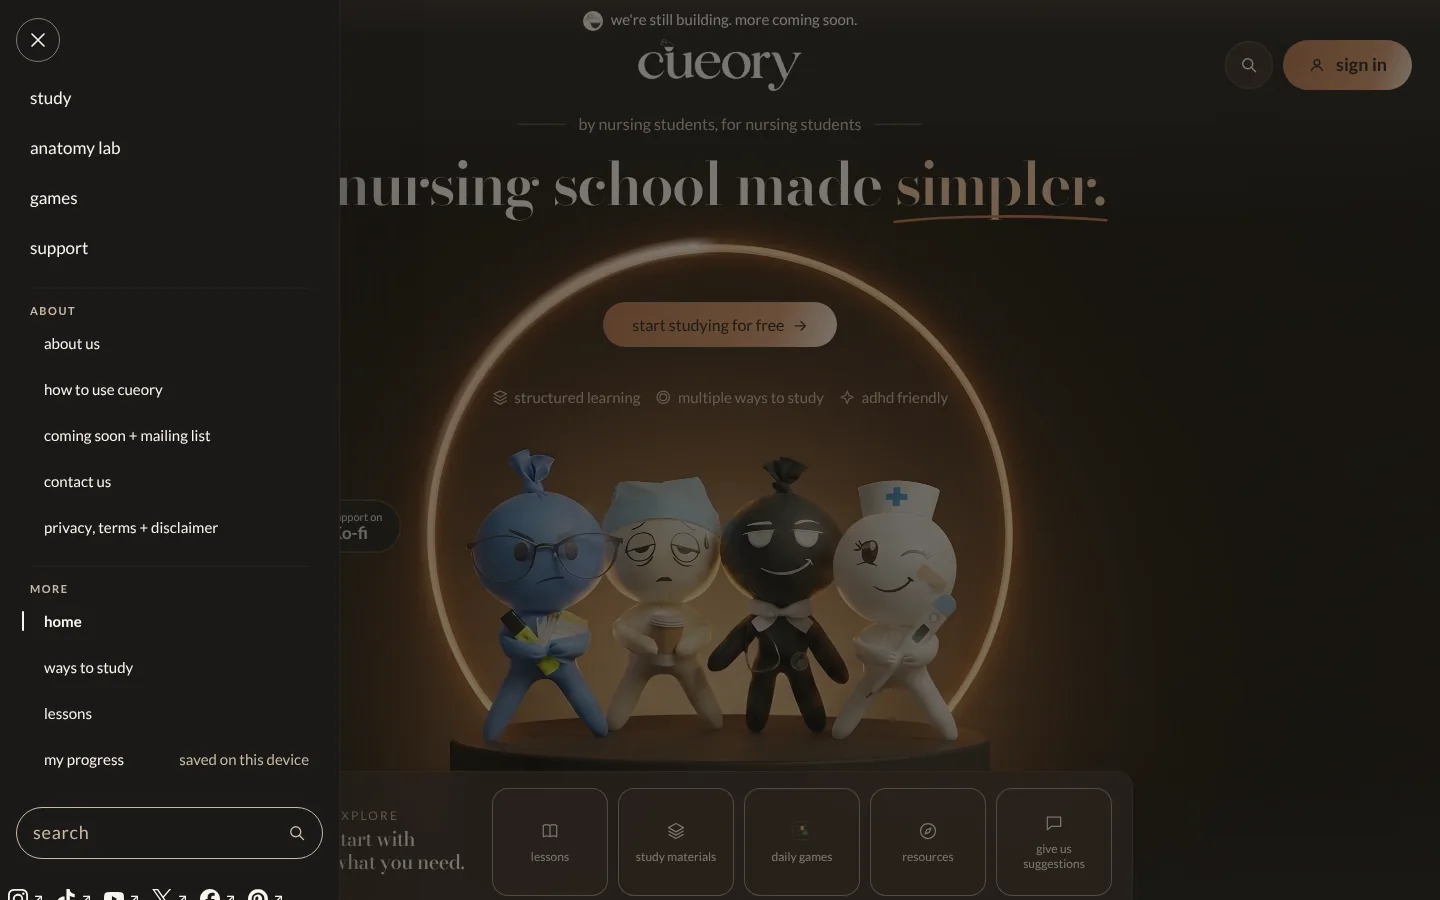 we're still building. more coming soon.
cueory
sign in
by nursing students, for nursing students
nursing school made simpler.
start studying for free
structured learning
multiple ways to study
adhd friendly
study
anatomy lab
games
support
ABOUT
about us
how to use cueory
coming soon + mailing list
contact us
privacy, terms + disclaimer
MORE
home
ways to study
lessons
my progress
saved on this device
search
lessons
study materials
daily games
resources
give us
suggestions
what you need.